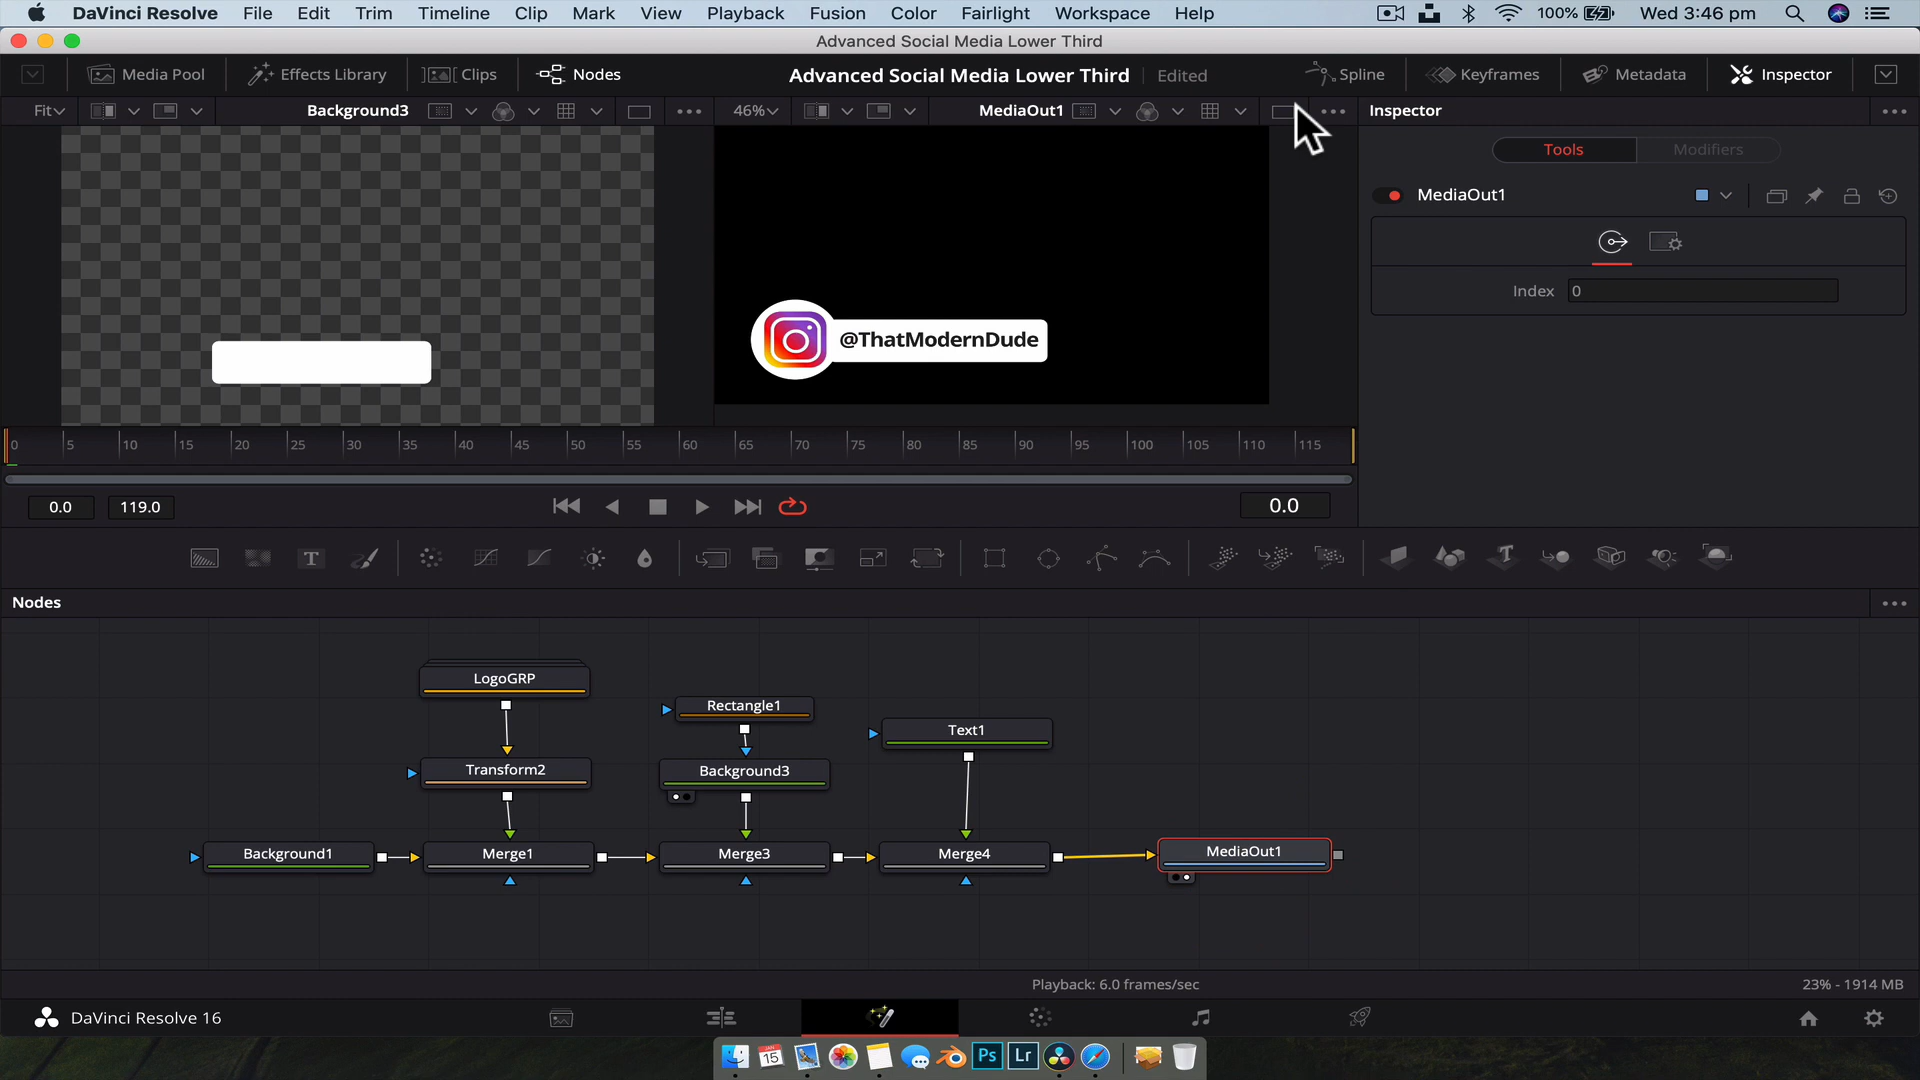 DaVinci Resolve File Edit Trim Timeline Clip Mark View Playback Fusion Color Fairlight Workspace Help 100% Wed 3:46 pm
Advanced Social Media Lower Third
Media Pool Effects Library Clips Nodes Advanced Social Media Lower Third Edited Spline Keyframes Metadata Inspector
Fit Background3 46% MediaOut1 Inspector
Tools Modifiers
MediaOut1
Index 0
@ThatModernDude
0 5 10 15 20 25 30 35 40 45 50 55 60 65 70 75 80 85 90 95 100 105 110 115
0.0 119.0 0.0
T
T
Nodes
LogoGRP
Rectangle1
Text1
Transform2 Background3
Background1 Merge1 Merge3 Merge4 MediaOut1
Playback: 6.0 frames/sec 23% - 1914 MB
DaVinci Resolve 16
JAN
15 Ps Lr